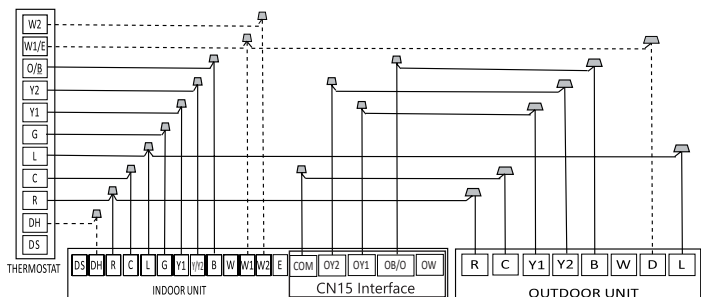 W2
W1/E
O/B
Y2
Y1
G
L
C
R
DH
DS
THERMOSTAT
DS DH R C L G Y1 Y/Y2 B W W1 W2 E COM OY2 OY1 OB/O OW
INDOOR UNIT
CN15 Interface
R C Y1 Y2 B W D L
OUTDOOR UNIT